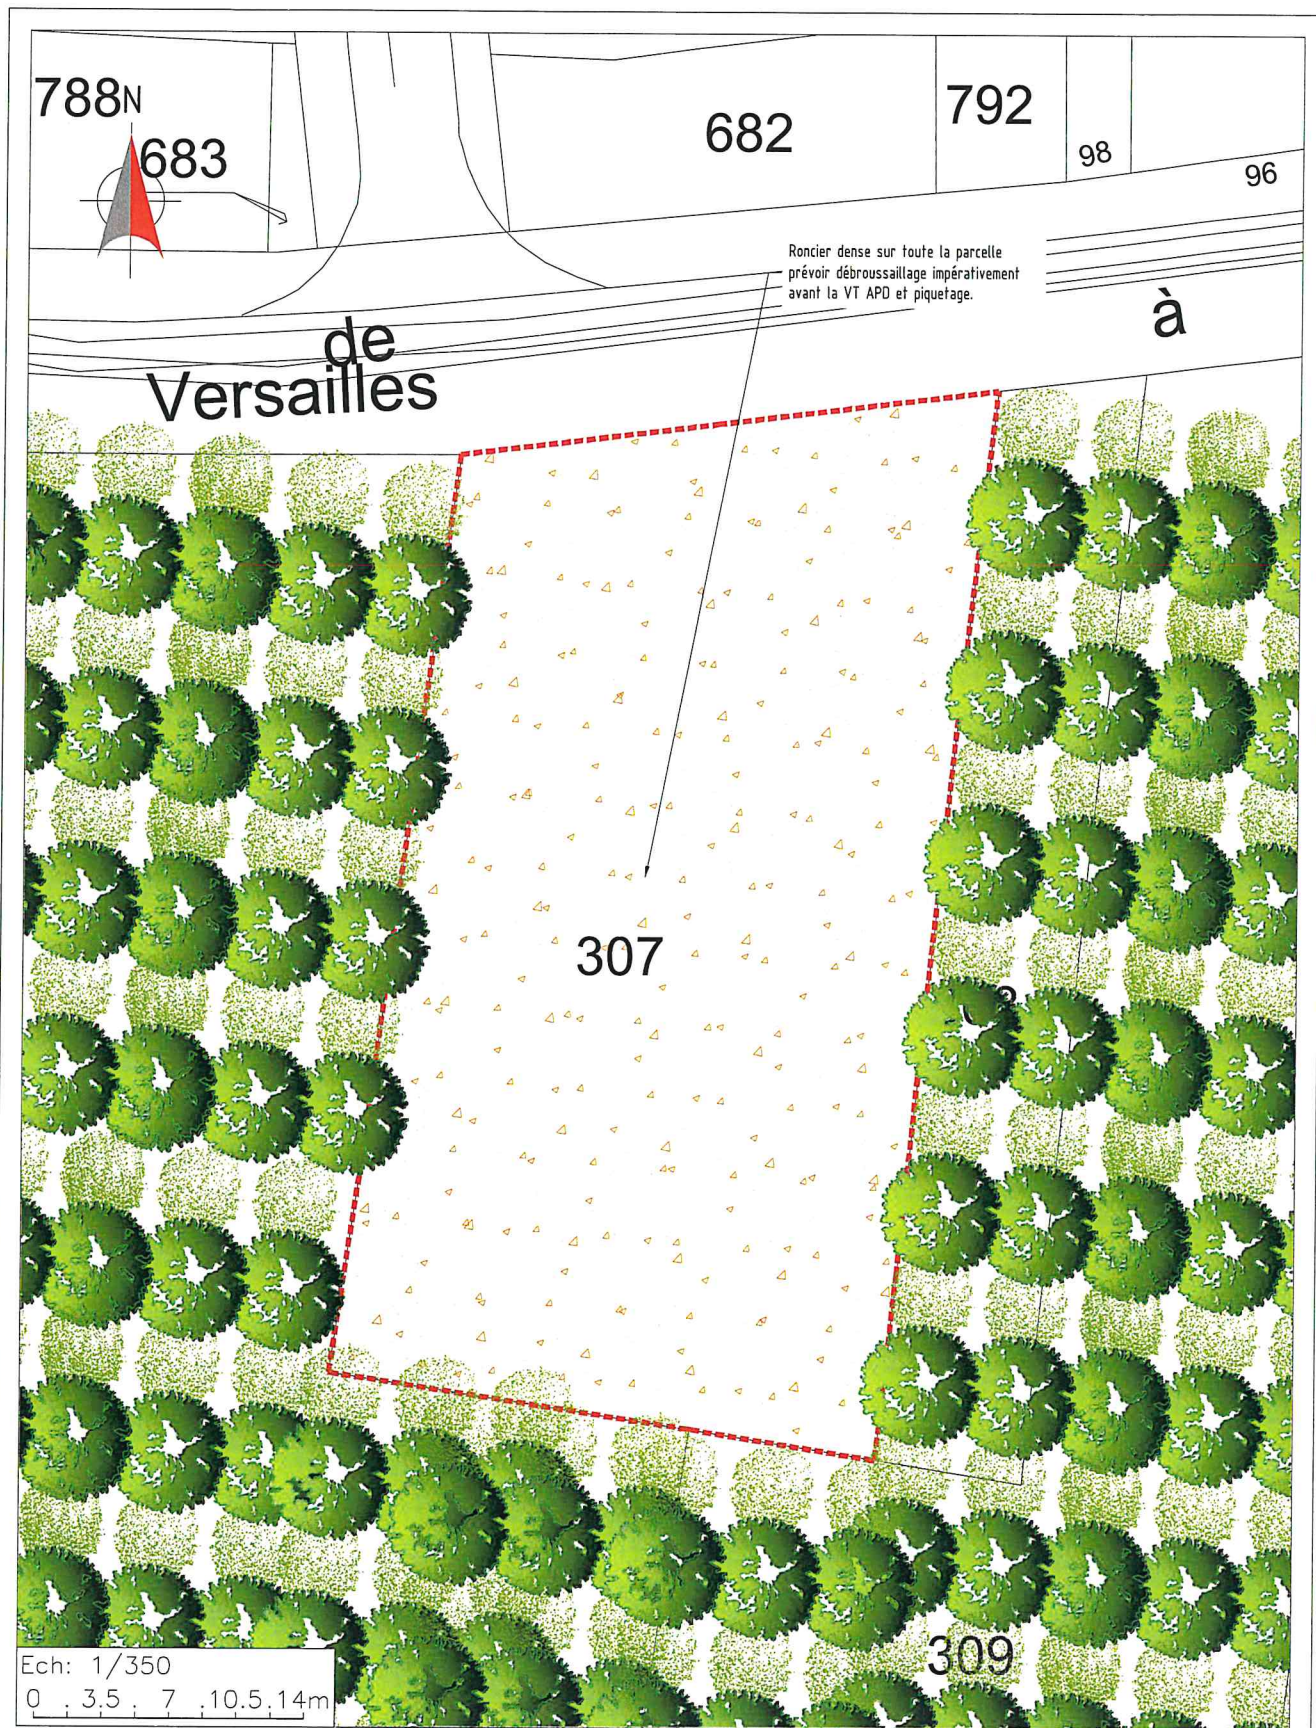 788
N
683
682
792
98
96
Roncier dense sur toute la parcelle
prévoir débroussaillage impérativement
avant la VT APD et piquetage.
à
de
Versailles
307
309
Ech: 1/350
0 . 3.5 . 7 .10.5.14m